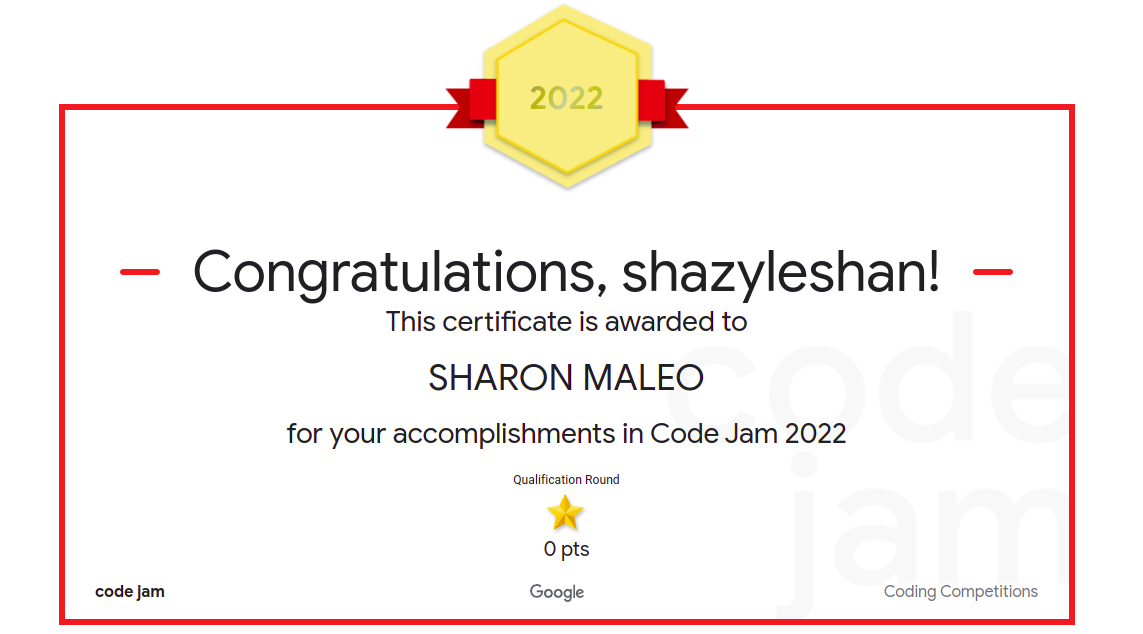 2022
Congratulations, shazyleshan!
This certificate is awarded to
SHARON MALEO
for your accomplishments in Code Jam 2022
Qualification Round
0 pts
code jam
Google
Coding Competitions
code
jam